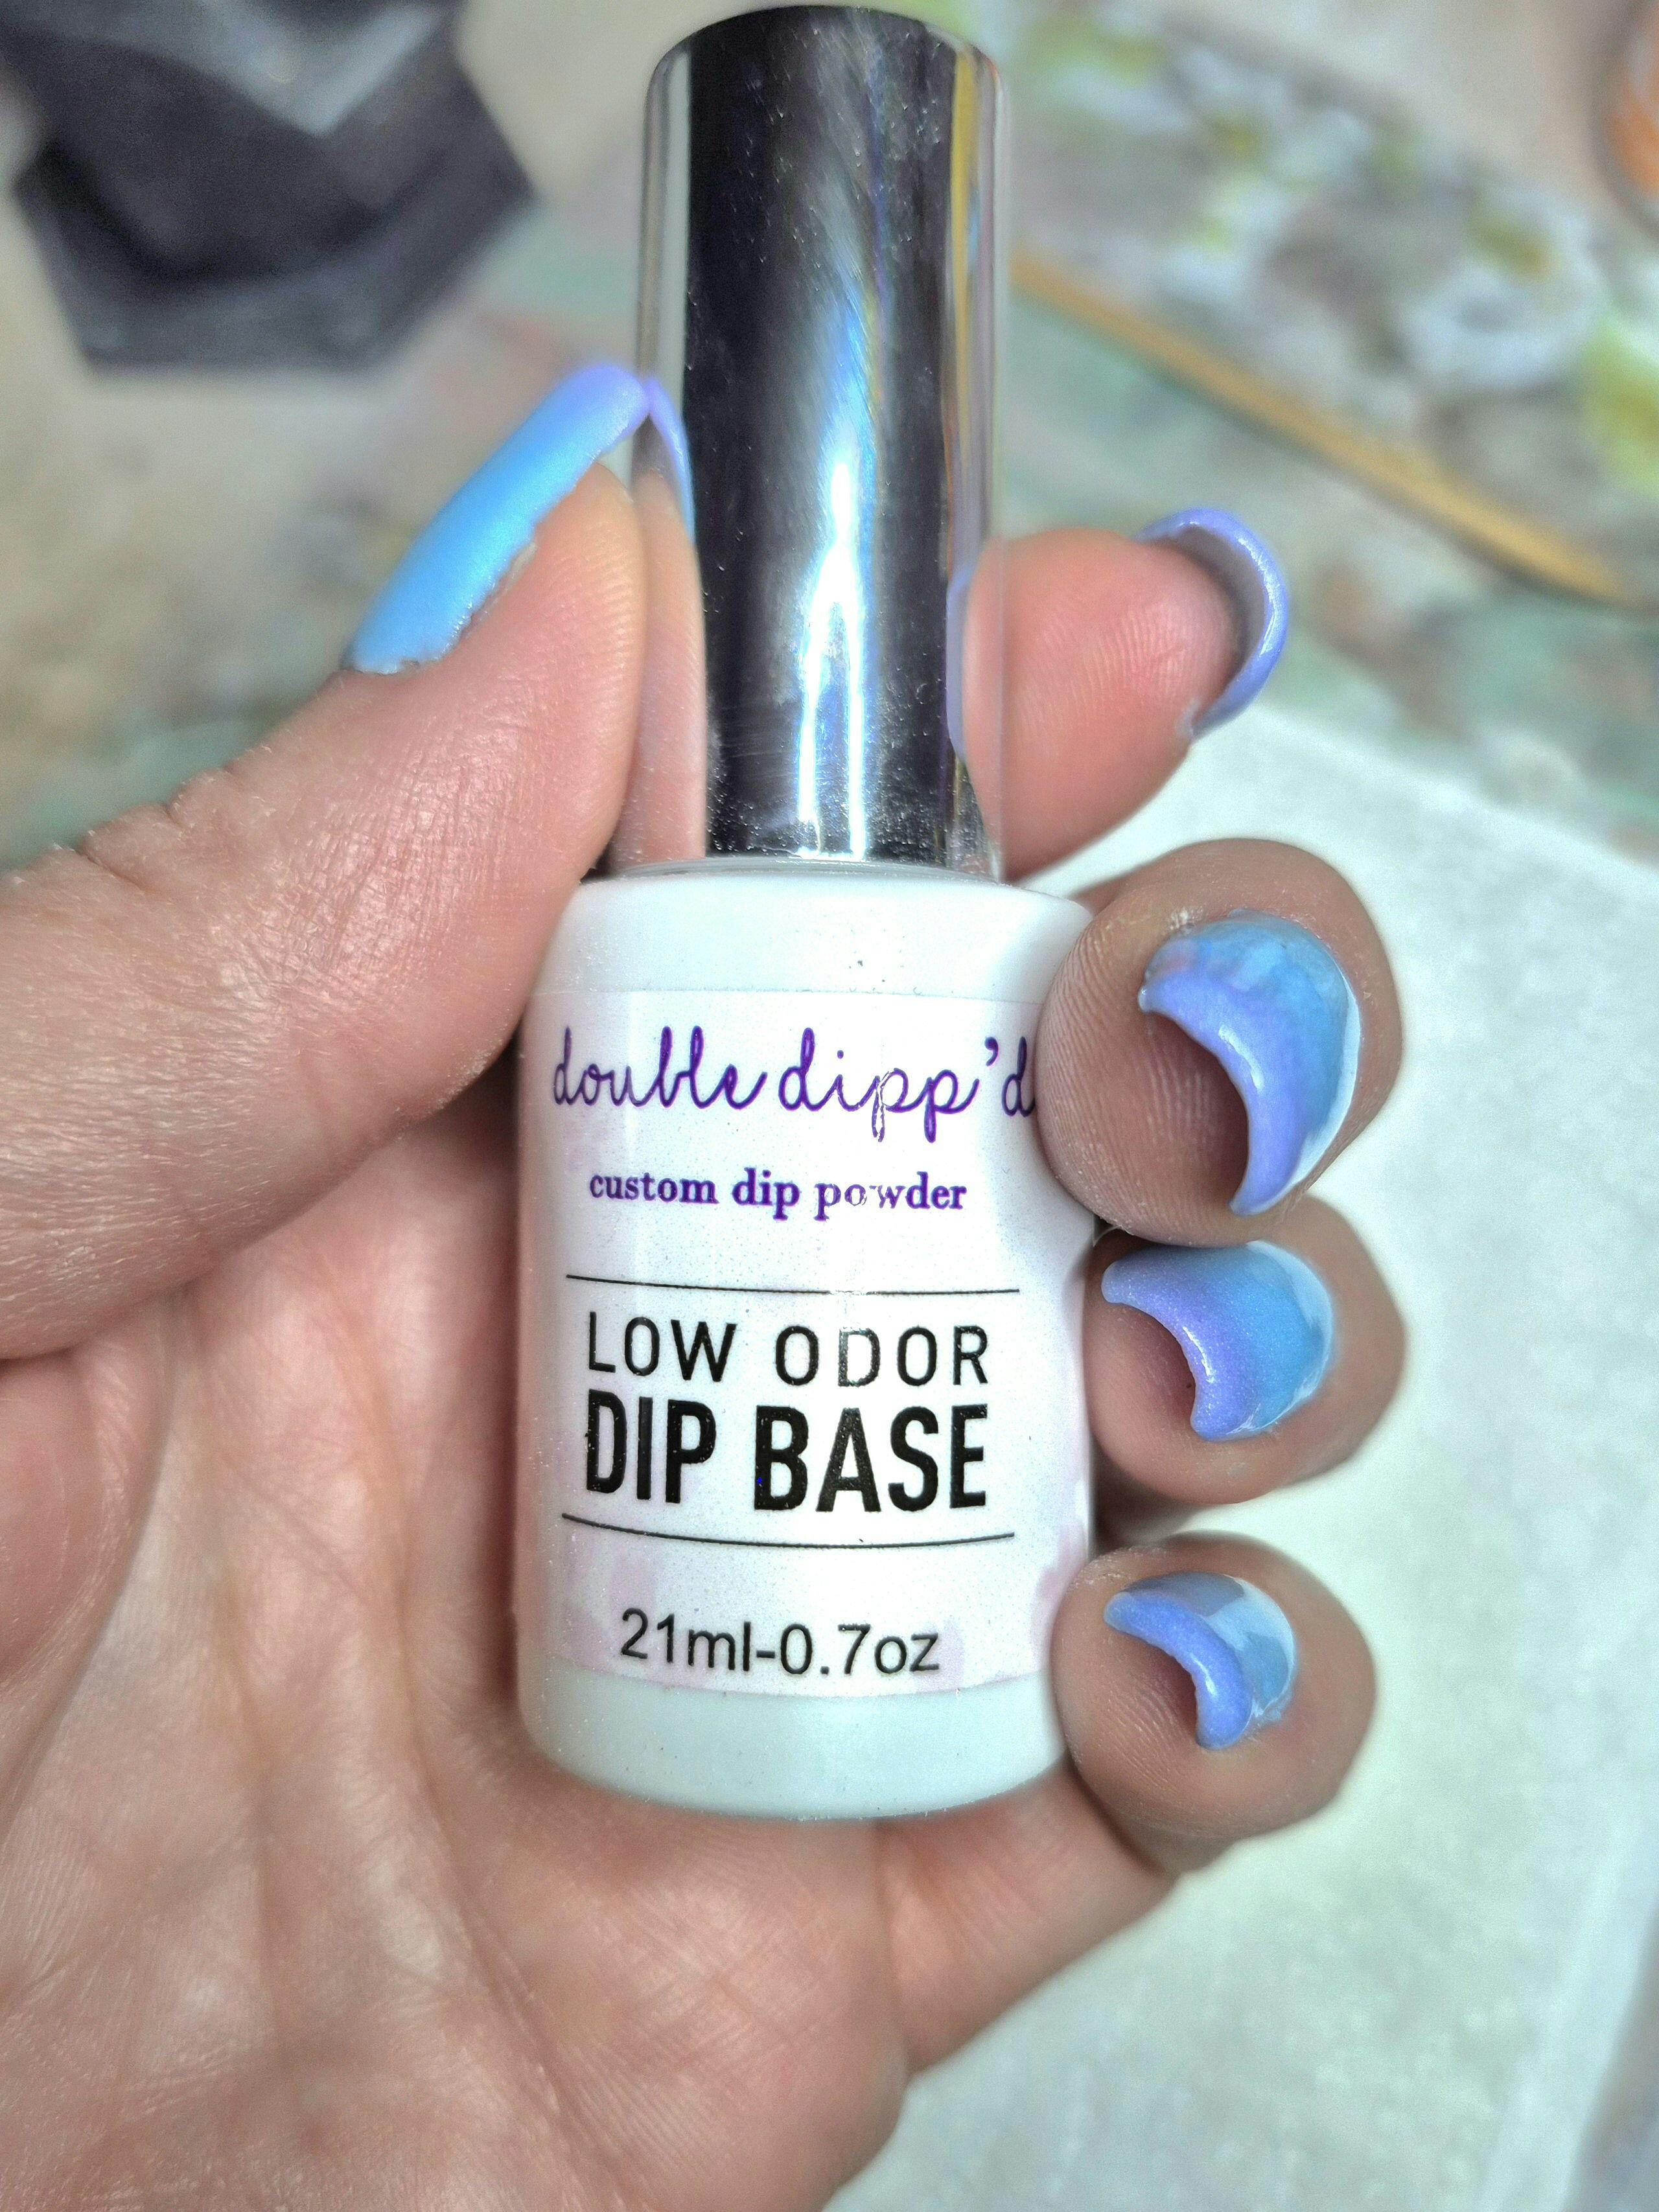 double dipp'd
custom dip powder
LOW ODOR
DIP BASE
21ml-0.7oz